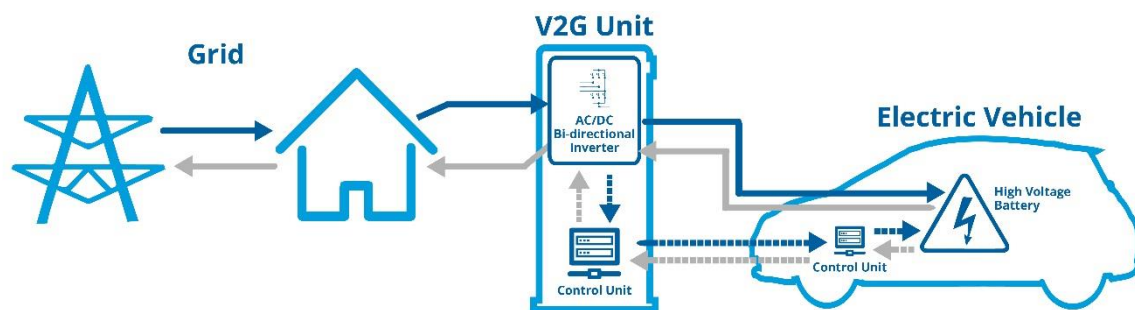 Grid
V2G Unit
AC/DC
Bi-directional
Inverter
Control Unit
Electric Vehicle
High Voltage
Battery
Control Unit